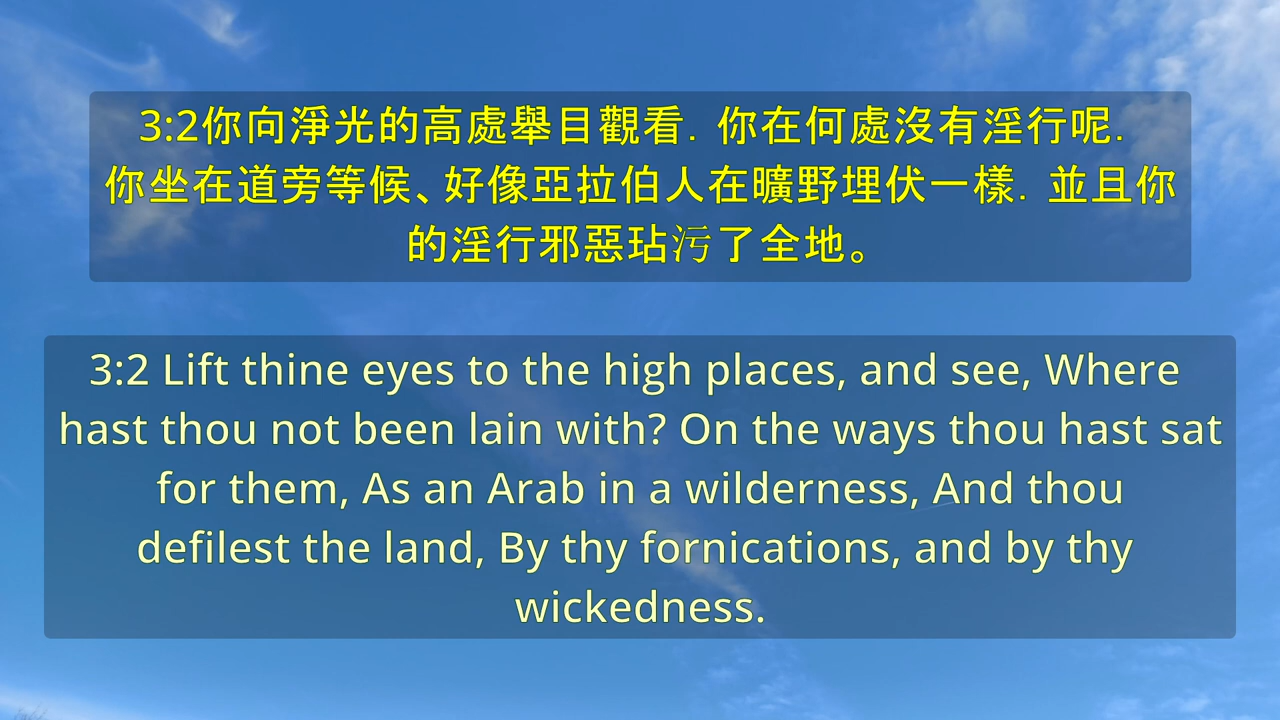 3:2你向淨光的高處舉目觀看．你在何處沒有淫行呢．
你坐在道旁等候、好像亞拉伯人在曠野埋伏一樣．並且你
的淫行邪惡玷污了全地。
3:2 Lift thine eyes to the high places, and see, Where
hast thou not been lain with? On the ways thou hast sat
for them, As an Arab in a wilderness, And thou
defilest the land, By thy fornications, and by thy
wickedness.